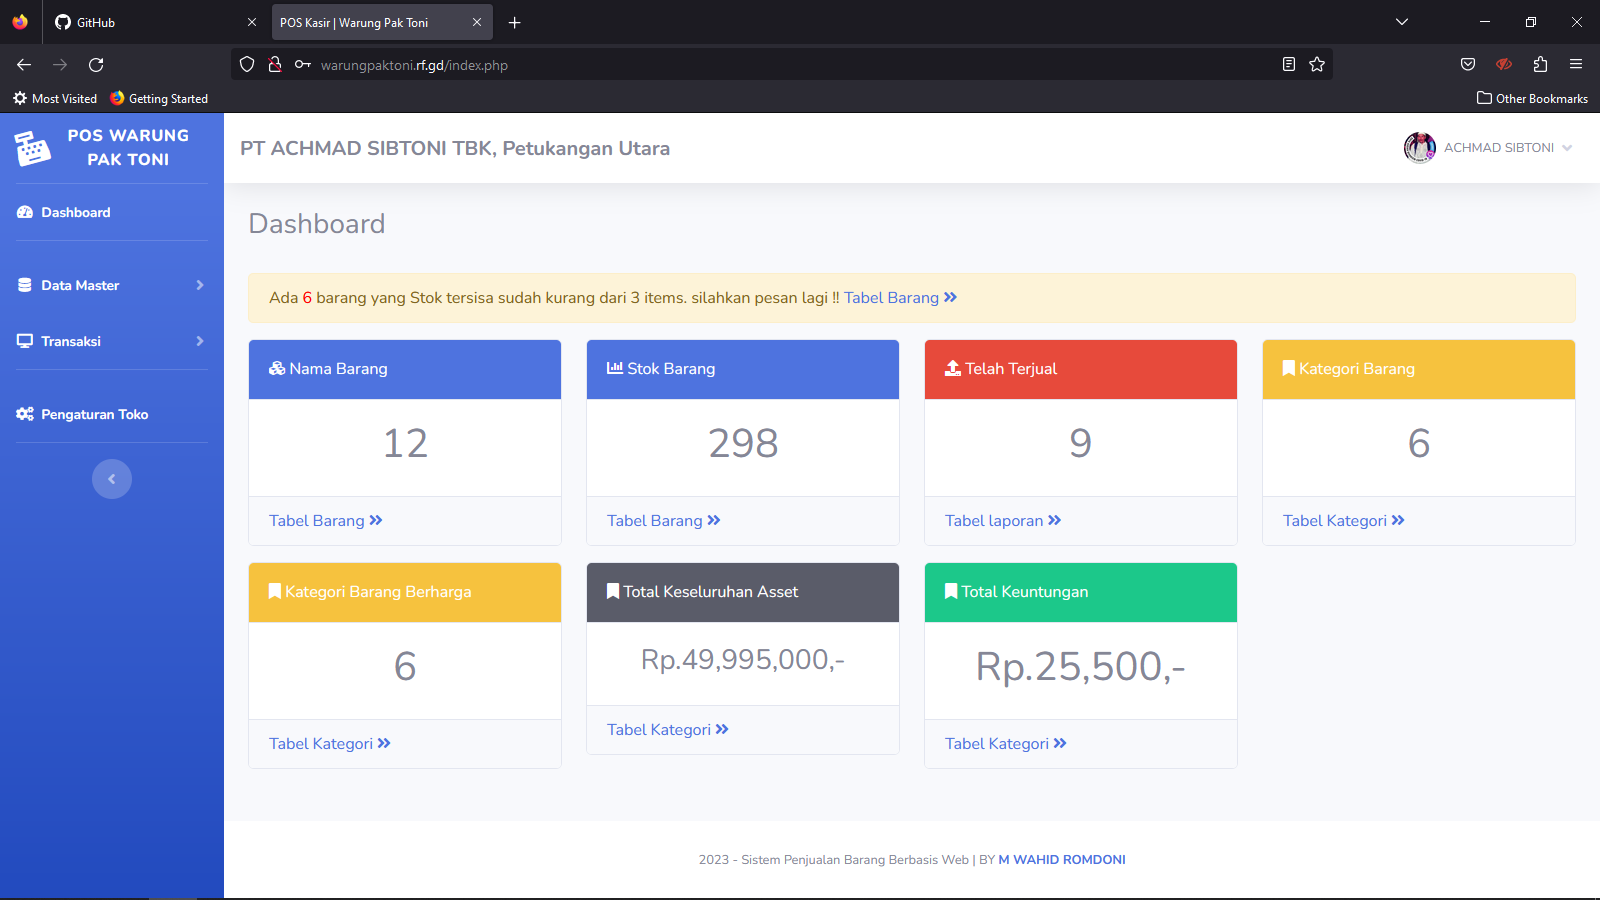 GitHub
POS Kasir | Warung Pak Toni
warungpaktoni.rf.gd/index.php
Most Visited
Getting Started
Other Bookmarks
POS WARUNG
PAK TONI
Dashboard
Data Master
Transaksi
Pengaturan Toko
PT ACHMAD SIBTONI TBK, Petukangan Utara
ACHMAD SIBTONI
Dashboard
Ada 6 barang yang Stok tersisa sudah kurang dari 3 items. silahkan pesan lagi !! Tabel Barang
Nama Barang
12
Tabel Barang
Stok Barang
298
Tabel Barang
Telah Terjual
9
Tabel laporan
Kategori Barang
6
Tabel Kategori
Kategori Barang Berharga
6
Tabel Kategori
Total Keseluruhan Asset
Rp.49,995,000,-
Tabel Kategori
Total Keuntungan
Rp.25,500,-
Tabel Kategori
2023 - Sistem Penjualan Barang Berbasis Web | BY M WAHID ROMDONI